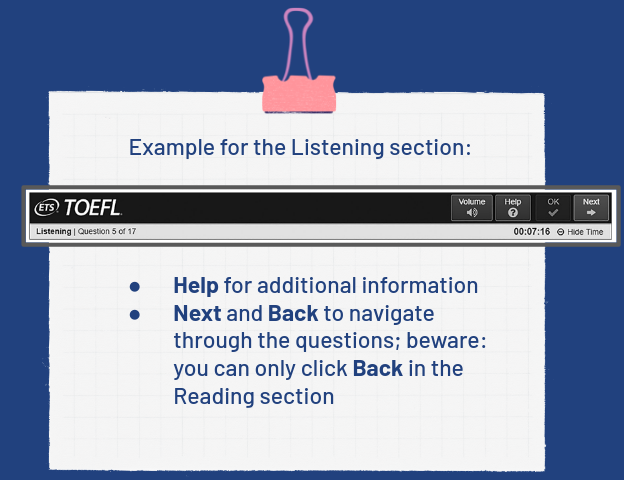 Example for the Listening section:
ETS TOEFL
Volume
Help
OK
Next
Listening | Question 5 of 17
00:07:16
Hide Time
● Help for additional information
● Next and Back to navigate
through the questions; beware:
you can only click Back in the
Reading section